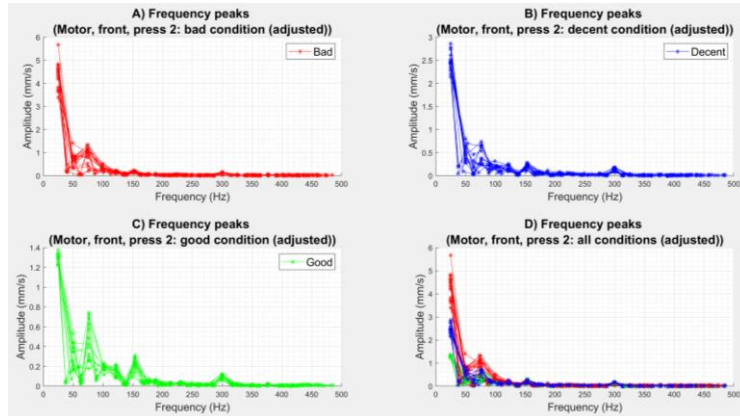 A) Frequency peaks
(Motor, front, press 2: bad condition (adjusted))
Amplitude (mm/s)
6
5
4
3
2
1
0
0 50 100 150 200 250 300 350 400 450 500
Frequency (Hz)
Bad
B) Frequency peaks
(Motor, front, press 2: decent condition (adjusted))
Amplitude (mm/s)
3
2.5
2
1.5
1
0.5
0
0 50 100 150 200 250 300 350 400 450 500
Frequency (Hz)
Decent
C) Frequency peaks
(Motor, front, press 2: good condition (adjusted))
Amplitude (mm/s)
1.4
1.2
1
0.8
0.6
0.4
0.2
0
0 50 100 150 200 250 300 350 400 450 500
Frequency (Hz)
Good
D) Frequency peaks
(Motor, front, press 2: all conditions (adjusted))
Amplitude (mm/s)
6
5
4
3
2
1
0
0 50 100 150 200 250 300 350 400 450 500
Frequency (Hz)